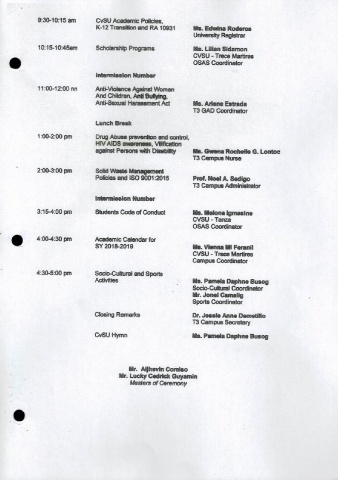 9:30-10:15 am CvSU Academic Policies,
K-12 Transition and RA 10931 Ms. Edwina Roderos
University Registrar
10:15-10:45am Scholarship Programs Ms. Lilian Sidamon
CVSU - Trece Martires
OSAS Coordinator
Intermission Number
11:00-12:00 nn Anti-Violence Against Women
And Children, Anti Bullying,
Anti-Sexual Harassment Act Ms. Ariane Estrada
T3 GAD Coordinator
Lunch Break
1:00-2:00 pm Drug Abuse prevention and control,
HIV AIDS awareness, Vilification
against Persons with Disability Ms. Gwena Rochelle G. Lontoc
T3 Campus Nurse
2:00-3:00 pm Solid Waste Management
Policies and ISO 9001:2015 Prof. Noel A. Sedigo
T3 Campus Administrator
Intermission Number
3:15-4:00 pm Students Code of Conduct Ms. Melona Igmasine
CVSU - Tanza
OSAS Coordinator
4:00-4:30 pm Academic Calendar for
SY 2018-2019 Ms. Vienna Mi Feranil
CVSU - Trece Martires
Campus Coordinator
4:30-5:00 pm Socio-Cultural and Sports
Activities Ms. Pamela Daphne Busog
Socio-Cultural Coordinator
Mr. Jonel
Sports Coordinator
Closing Remarks Dr. Jessie Anne Demetillo
T3 Campus Secretary
CvSU Hymn Ms. Pamela Daphne Busog
Mr. Aljhevin Comiso
Mr. Lucky Cedrick Guyamin
Masters of Ceremony